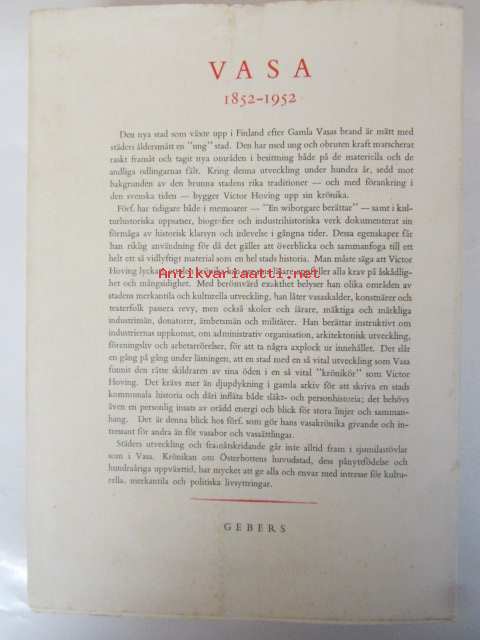 VASA
1852-1952
Den nya stad som växte upp i Finland efter Gamla Vasas brand är mätt med
städers åldersmått en "ung" stad. Den har med ung och obruten kraft marscherat
raskt framåt och tagit nya områden i besittning både på de materiella och de
andliga odlingarnas fält. Kring denna utveckling under hundra år, sedd mot
bakgrunden av den brunna stadens rika traditioner — och med förankring i
den svenska tiden — bygger Victor Hoving upp sin krönika.
Förf. har tidigare både i memoarer — "En wiborgare berättar" — samt i kul-
turhistoriska uppsatser, biografier och industrihistoriska verk dokumenterat sin
förmåga av historisk klarsyn och inlevelse i gångna tider. Dessa egenskaper får
han riklig användning för då det gäller att överblicka och sammanfoga till ett
helt ett så vidlyftigt material som en hel stads historia. Man måste säga att Victor
Hoving lyckats alla krav på åskådlig-
Antikvariaatti.net
het och mångsidighet. Med berömvärd exakthet belyser han olika områden av
stadens merkantila och kulturella utveckling, han låter vasaskalder, konstnärer och
teaterfolk passera revy, men också skolor och lärare, mäktiga och märkliga
industrimän, donatorer, ämbetsmän och militärer. Han berättar instruktivt om
industriernas uppkomst, om administrativ organisation, arkitektonisk utveckling,
föreningsliv och arbetarrörelser, för att ta några axplock ur innehållet. Det slår
en gång på gång under läsningen, att en stad med en så vital utveckling som Vasa
funnit den rätte skildraren av sina öden i en så vital "krönikör" som Victor
Hoving. Det krävs mer än djupdykning i gamla arkiv för att skriva en stads
kommunala historia och däri infläta både släkt- och personhistoria; det behövs
även en personlig insats av orädd energi och blick för stora linjer och samman-
hang. Det är denna blick hos förf. som gör hans vasakrönika givande och in-
tressant för andra än för vasabor och vasaättlingar.
Städers utveckling och framåtskridande går inte alltid fram i sjumilastövlar
som i Vasa. Krönikan om Österbottens huvudstad, dess pånyttfödelse och
hundraåriga uppväxttid, har mycket att ge alla och envar med intresse för kultu-
rella, merkantila och politiska livsyttringar.
GEBERS